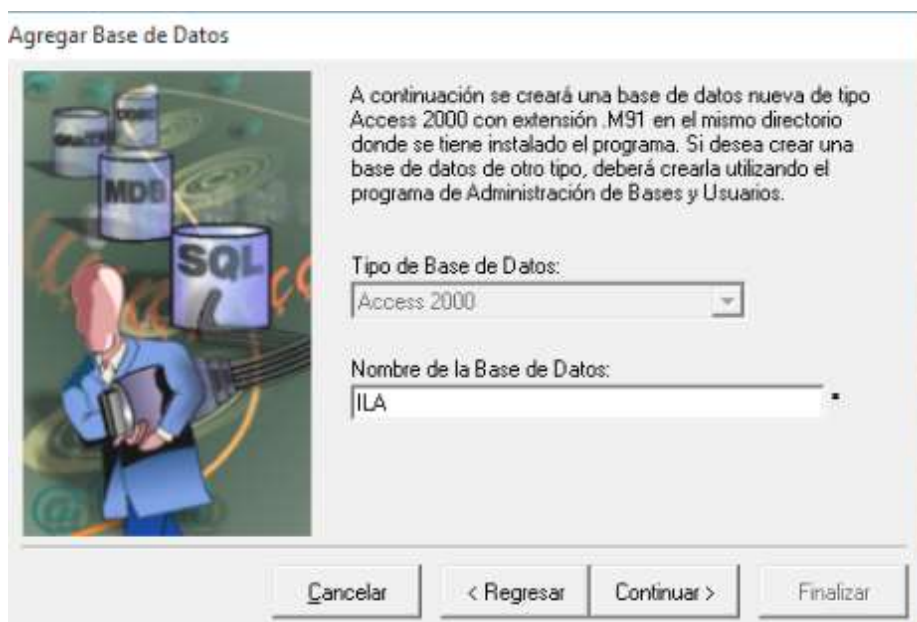 Agregar Base de Datos
A continuación se creará una base de datos nueva de tipo
Access 2000 con extensión .M91 en el mismo directorio
donde se tiene instalado el programa. Si desea crear una
base de datos de otro tipo, deberá crearla utilizando el
programa de Administración de Bases y Usuarios.
MDB
SQL
Tipo de Base de Datos:
Access 2000
Nombre de la Base de Datos:
ILA *
Cancelar < Regresar Continuar > Finalizar